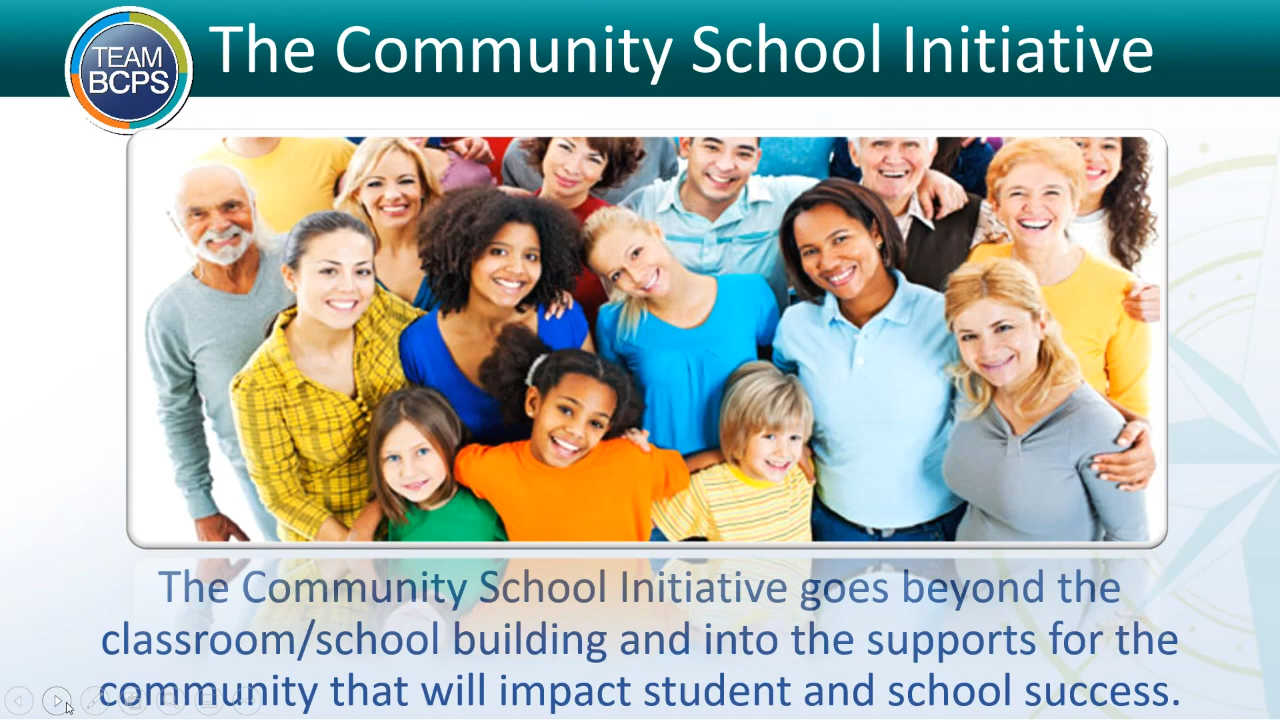 TEAM
BCPS
The Community School Initiative
The Community School Initiative goes beyond the
classroom/school building and into the supports for the
community that will impact student and school success.